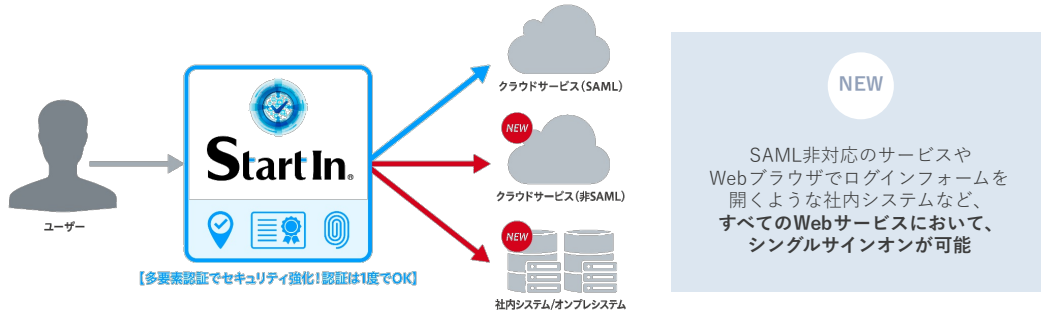 ユーザー
StartIn®
【多要素認証でセキュリティ強化！認証は1度でOK】
クラウドサービス（SAML）
NEW
クラウドサービス（非SAML）
NEW
社内システム/オンプレシステム
NEW
SAML非対応のサービスや
Webブラウザでログインフォームを
開くような社内システムなど、
すべてのWebサービスにおいて、
シングルサインオンが可能